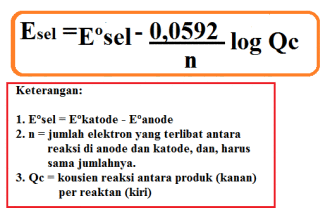 Esel =E°sel- 0,0592 log Qc
n
Keterangan:
1. E°sel = E°katode - E°anode
2. n = jumlah elektron yang terlibat antara
reaksi di anode dan katode, dan, harus
sama jumlahnya.
3. Qc = kousien reaksi antara produk (kanan)
per reaktan (kiri)